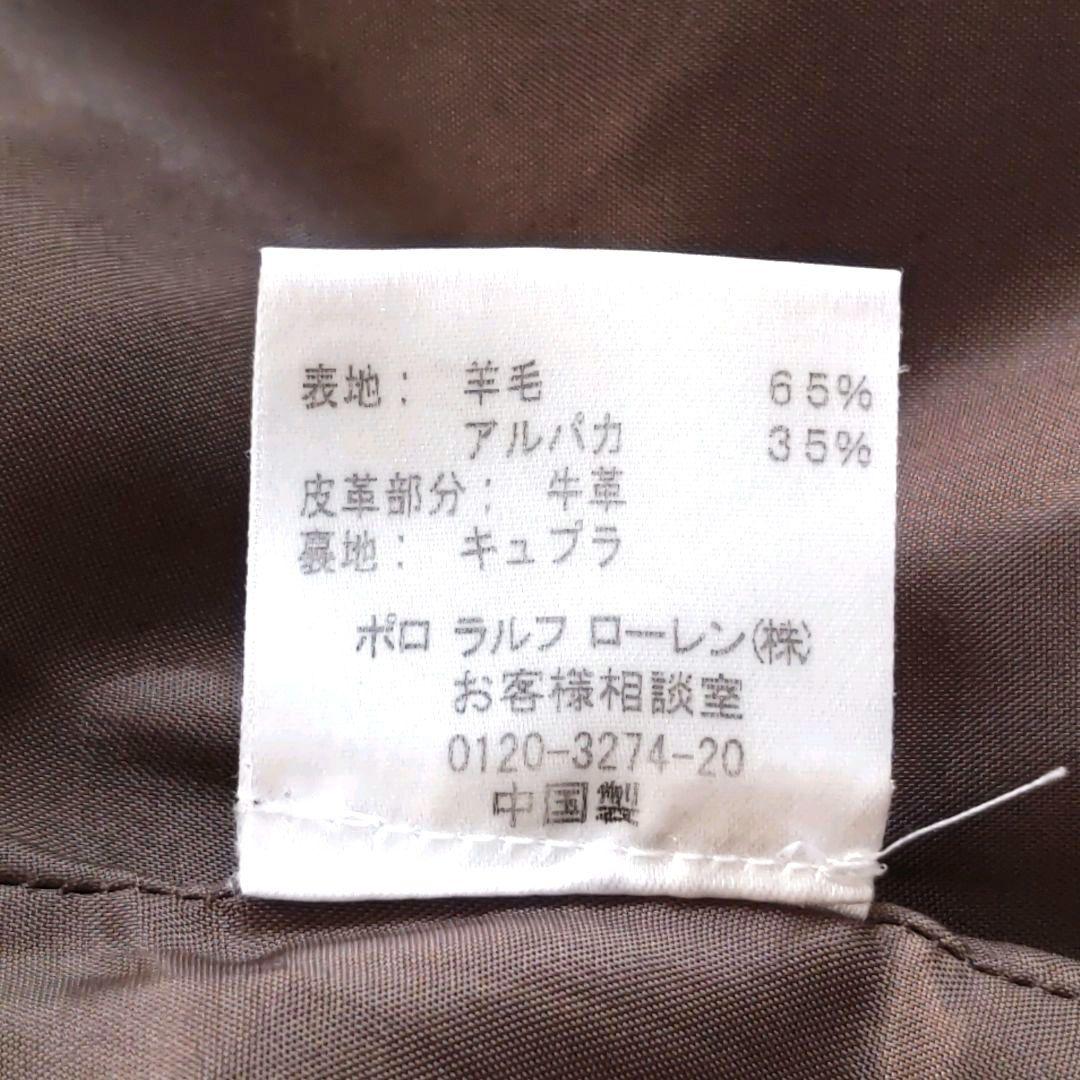 表地： 羊毛 65%
アルパカ 35%
皮革部分： 牛革
裏地： キュプラ
ポロ ラルフ ローレン(株)
お客様相談室
0120-3274-20
中国製